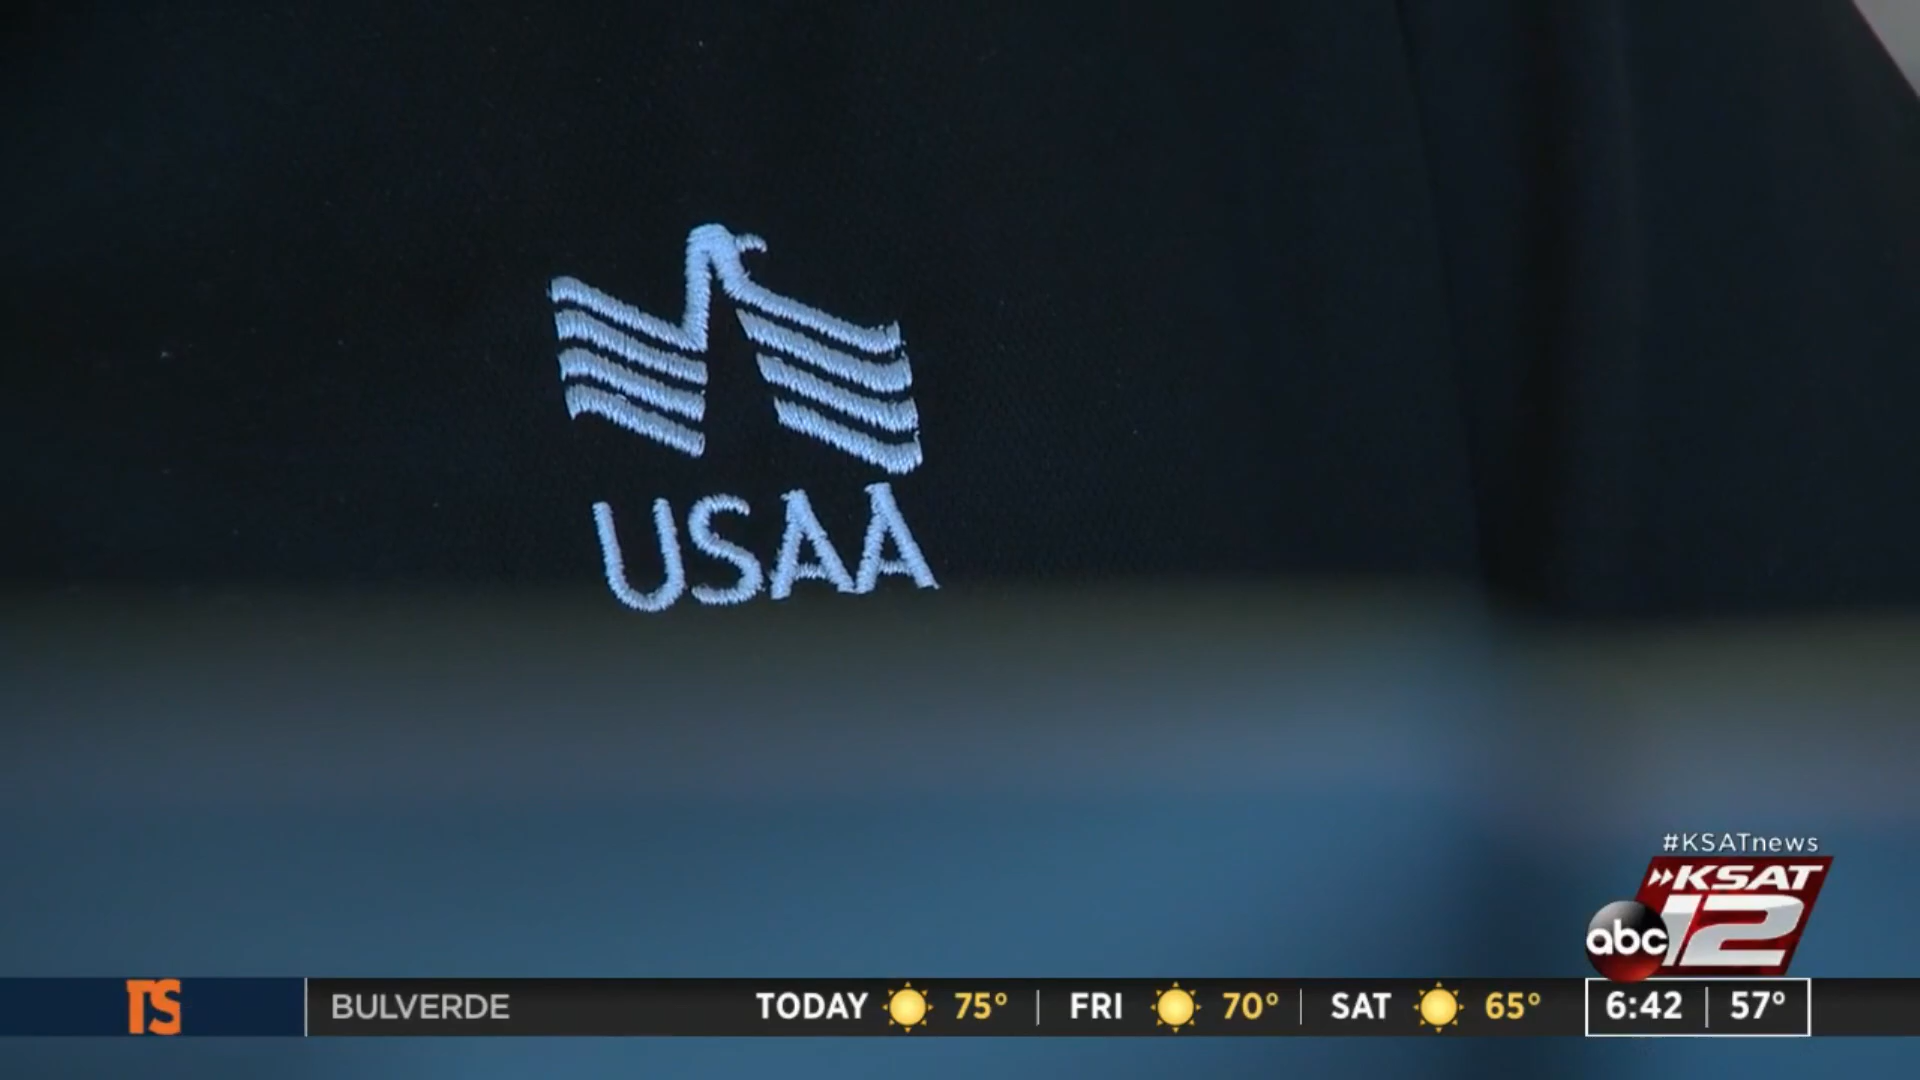 USAA
#KSATnews
KSAT
abc 12
TS BULVERDE TODAY 75° FRI 70° SAT 65° 6:42 57°